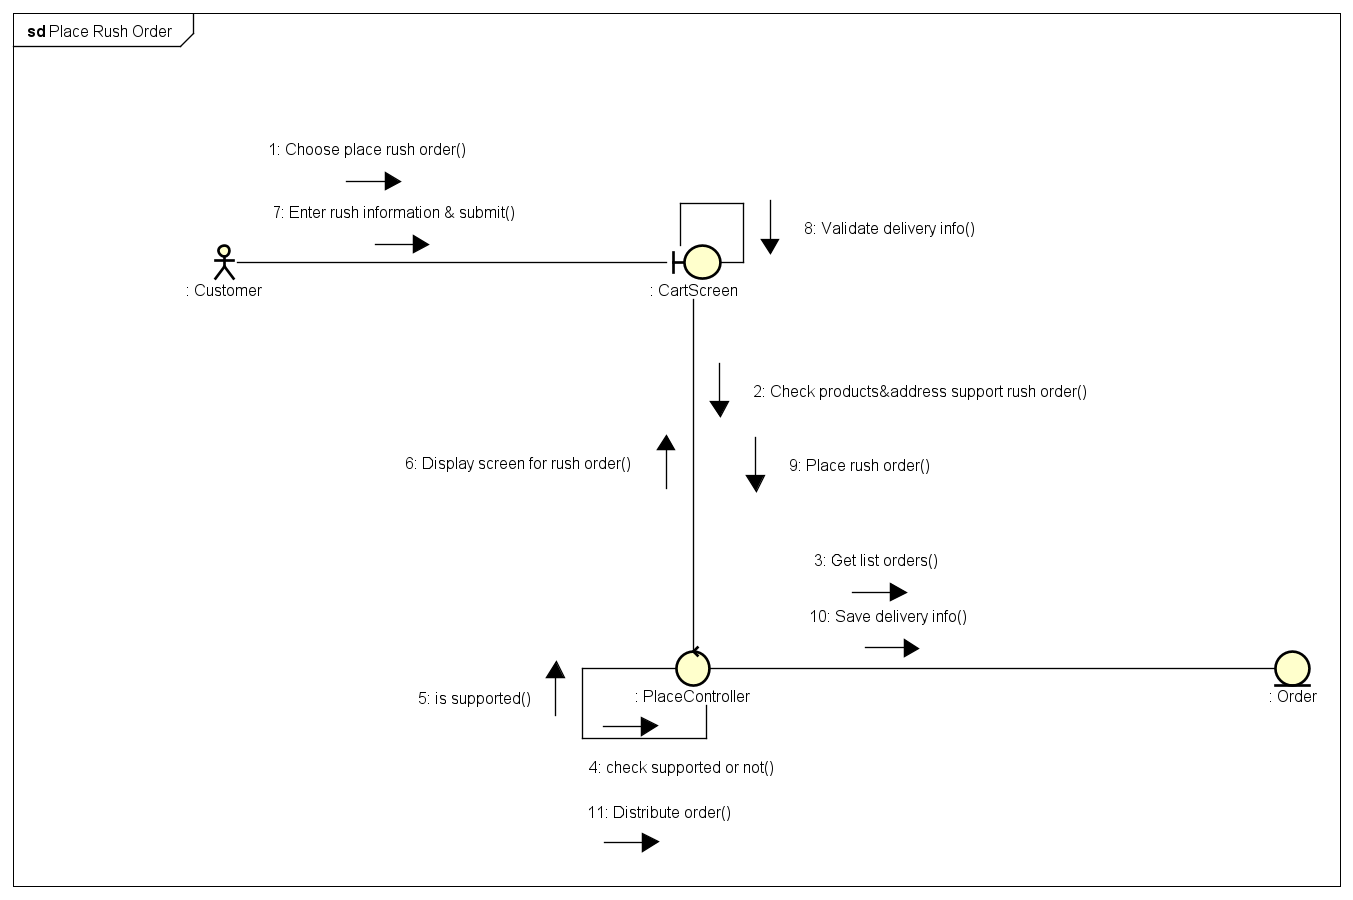 sd Place Rush Order
1: Choose place rush order()
7: Enter rush information & submit()
8: Validate delivery info()
: Customer
: CartScreen
2: Check products&address support rush order()
6: Display screen for rush order()
9: Place rush order()
3: Get list orders()
10: Save delivery info()
5: is supported()
: PlaceController
: Order
4: check supported or not()
11: Distribute order()